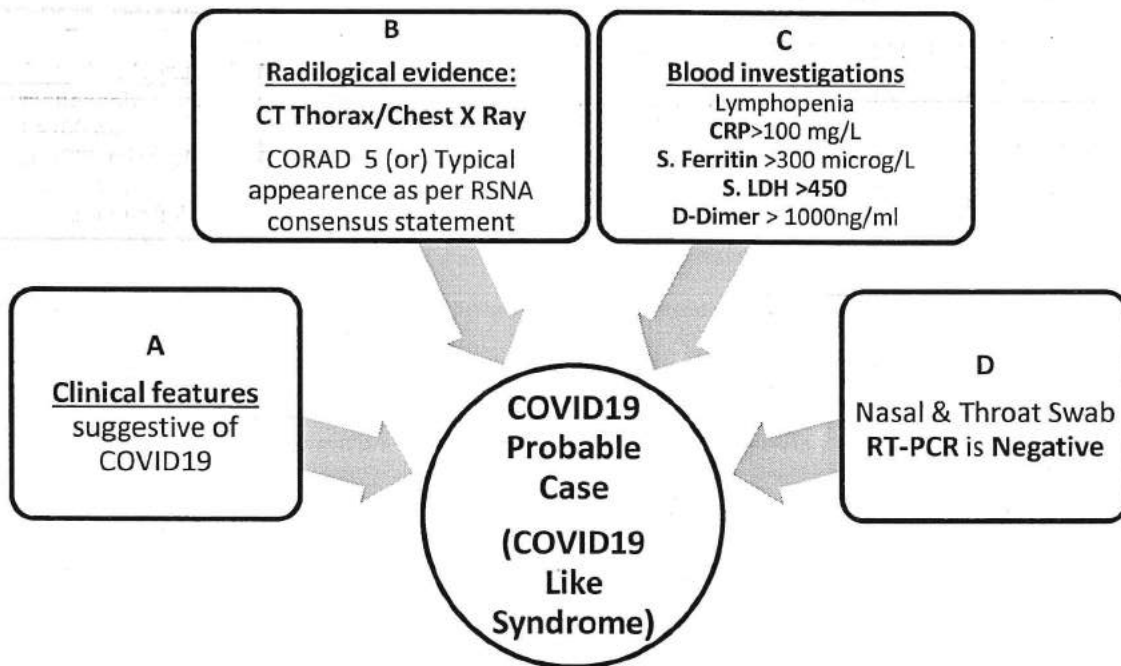 A
Clinical features
suggestive of
COVID19
B
Radilogical evidence:
CT Thorax/Chest X Ray
CORAD 5 (or) Typical
appearence as per RSNA
consensus statement
C
Blood investigations
Lymphopenia
CRP>100 mg/L
S. Ferritin >300 microg/L
S. LDH >450
D-Dimer > 1000ng/ml
D
Nasal & Throat Swab
RT-PCR is Negative
COVID19
Probable
Case
(COVID19
Like
Syndrome)